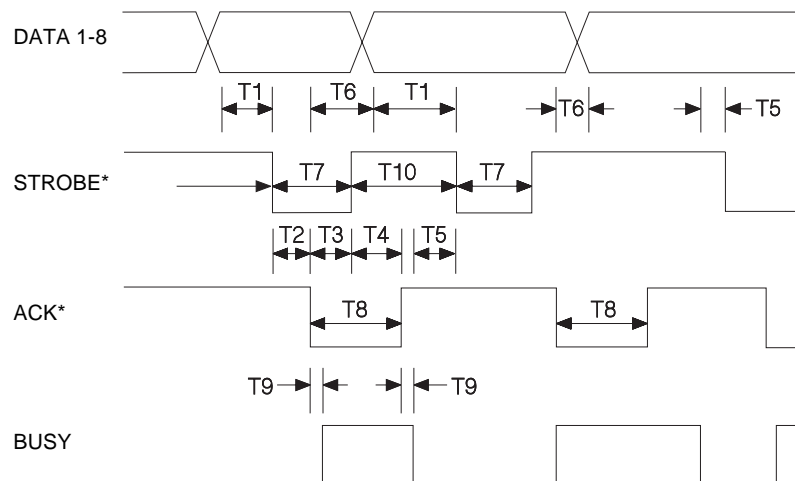 DATA 1-8
T1 T6 T1 T6 T5
STROBE*
T7 T10 T7
T2 T3 T4 T5
ACK*
T8 T8
T9 T9
BUSY